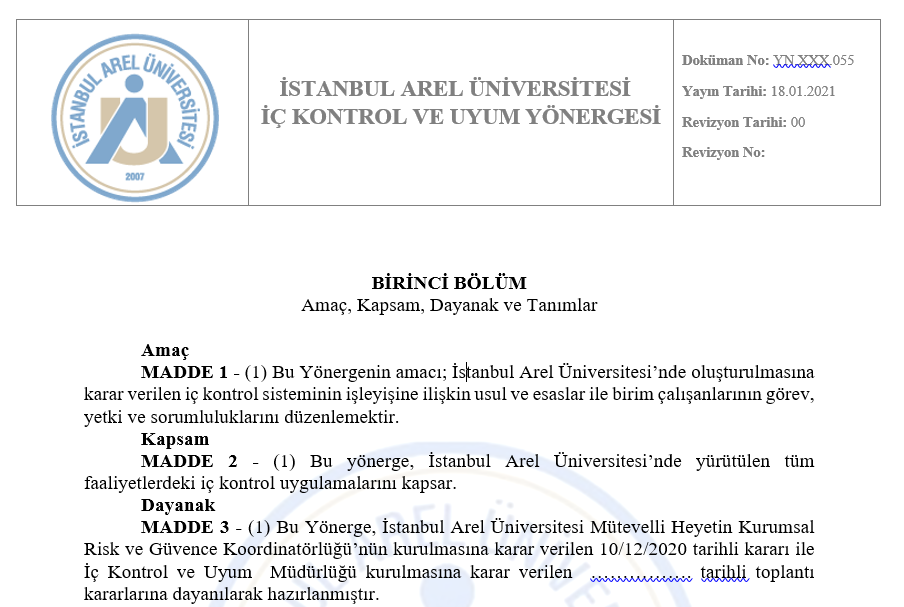 İSTANBUL AREL ÜNİVERSİTESİ
2007
İSTANBUL AREL ÜNİVERSİTESİ
İÇ KONTROL VE UYUM YÖNERGESİ
Doküman No: YN.XXX.055
Yayın Tarihi: 18.01.2021
Revizyon Tarihi: 00
Revizyon No:
BİRİNCİ BÖLÜM
Amaç, Kapsam, Dayanak ve Tanımlar
Amaç
MADDE 1 - (1) Bu Yönergenin amacı; İstanbul Arel Üniversitesi’nde oluşturulmasına
karar verilen iç kontrol sisteminin işleyişine ilişkin usul ve esaslar ile birim çalışanlarının görev,
yetki ve sorumluluklarını düzenlemektir.
Kapsam
MADDE 2 - (1) Bu yönerge, İstanbul Arel Üniversitesi’nde yürütülen tüm
faaliyetlerdeki iç kontrol uygulamalarını kapsar.
Dayanak
MADDE 3 - (1) Bu Yönerge, İstanbul Arel Üniversitesi Mütevelli Heyetin Kurumsal
Risk ve Güvence Koordinatörlüğü’nün kurulmasına karar verilen 10/12/2020 tarihli kararı ile
İç Kontrol ve Uyum  Müdürlüğü kurulmasına karar verilen  .................... tarihli toplantı
kararlarına dayanılarak hazırlanmıştır.